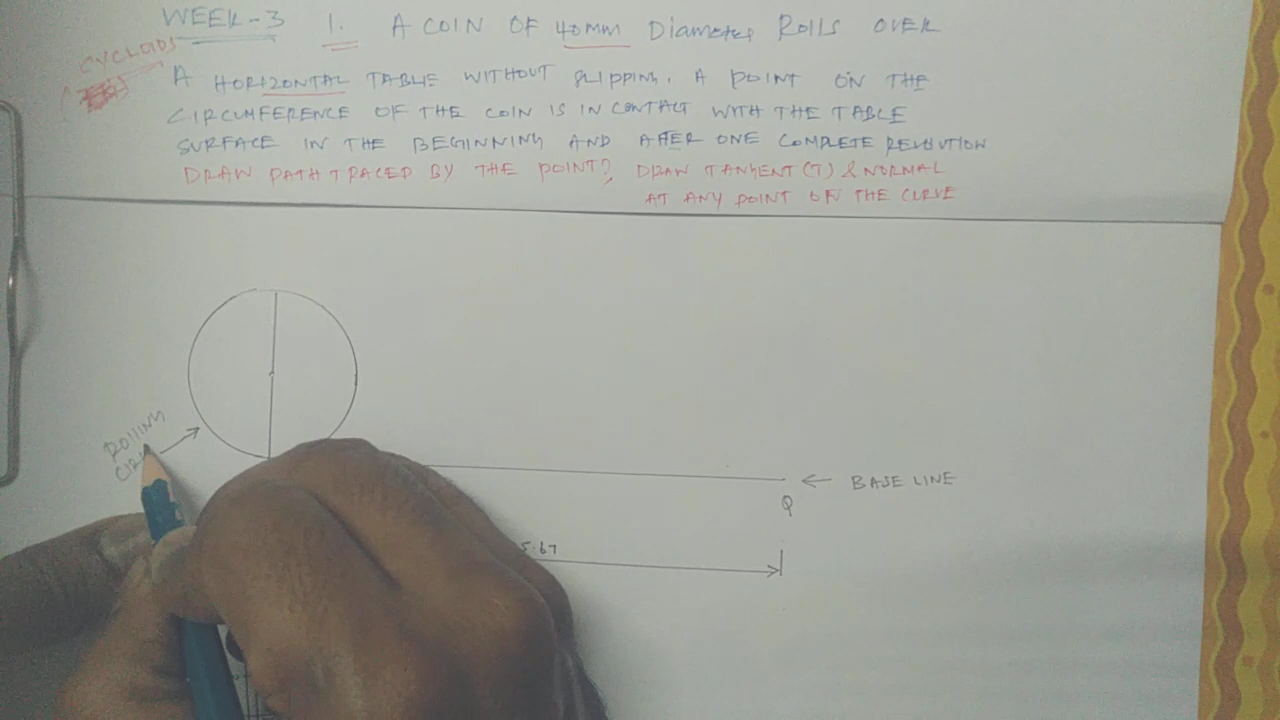 WEEK-3 1. A COIN OF 40mm Diameter Rolls OVER
CYCLOIDS
A HORIZONTAL TABLE WITHOUT SLIPPING. A POINT ON THE
CIRCUMFERENCE OF THE COIN IS IN CONTACT WITH THE TABLE
SURFACE IN THE BEGINNING AND AFTER ONE COMPLETE REVOLUTION
DRAW PATH TRACED BY THE POINT? DRAW TANGENT (T) & NORMAL
AT ANY POINT ON THE CURVE
ROLLING
CIR
BASE LINE
Q
5.67